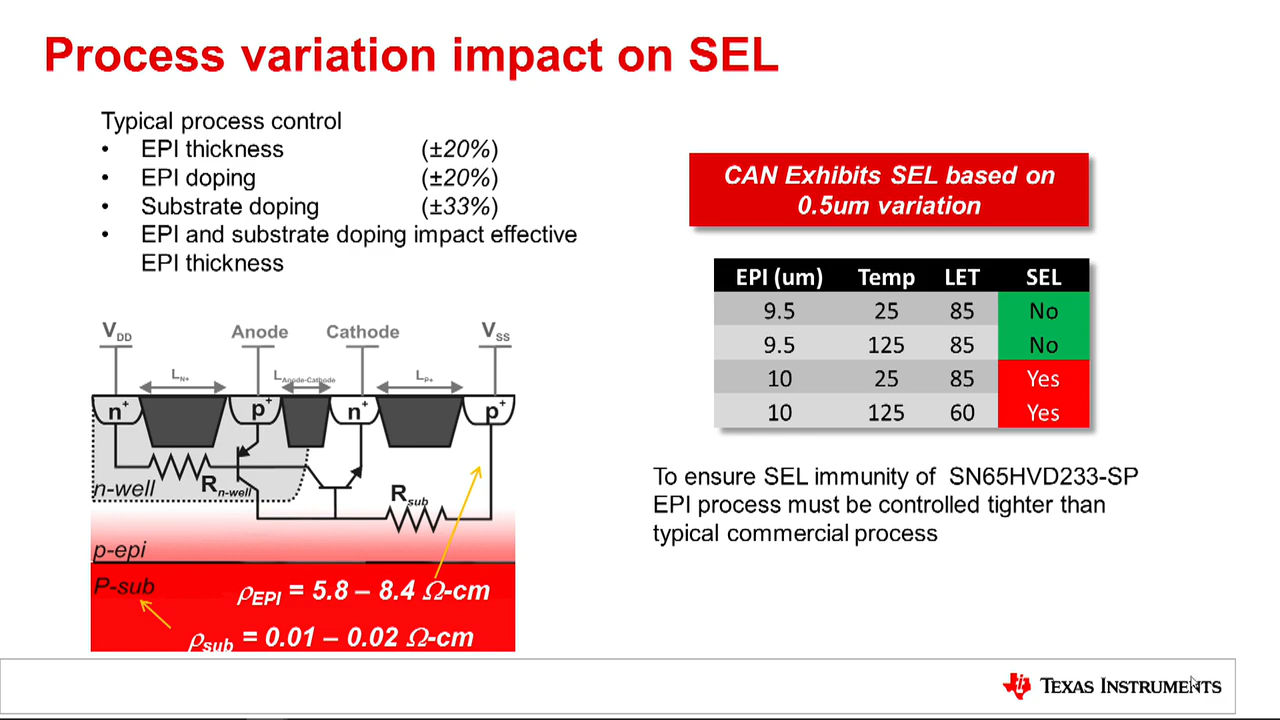 Process variation impact on SEL
Typical process control
• EPI thickness (±20%)
• EPI doping (±20%)
• Substrate doping (±33%)
• EPI and substrate doping impact effective
EPI thickness
CAN Exhibits SEL based on
0.5um variation
EPI (um) Temp LET SEL
9.5 25 85 No
9.5 125 85 No
10 25 85 Yes
10 125 60 Yes
To ensure SEL immunity of SN65HVD233-SP
EPI process must be controlled tighter than
typical commercial process
VDD Anode Cathode VSS
LN+ LAnode-Cathode LP+
n+ p+ n+ p+
n-well Rn-well Rsub
p-epi
P-sub
ρEPI = 5.8 – 8.4 Ω-cm
ρsub = 0.01 – 0.02 Ω-cm
TEXAS INSTRUMENTS